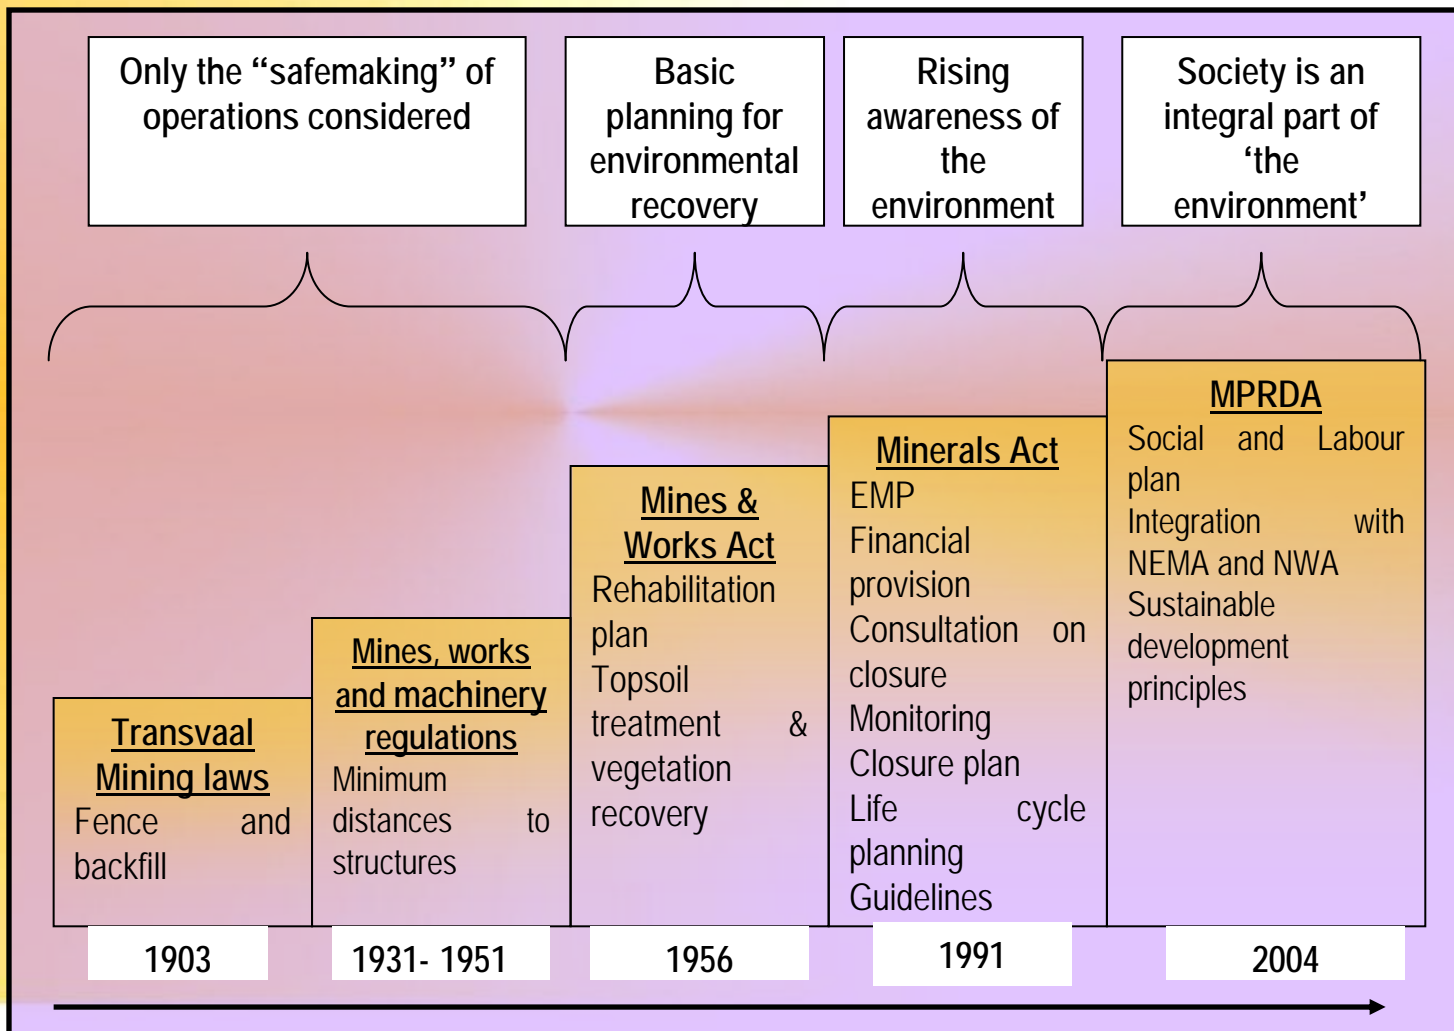 Only the “safemaking” of
operations considered
Basic
planning for
environmental
recovery
Rising
awareness of
the
environment
Society is an
integral part of
‘the
environment’
Transvaal
Mining laws
Fence and
backfill
Mines, works
and machinery
regulations
Minimum
distances to
structures
Mines &
Works Act
Rehabilitation
plan
Topsoil
treatment &
vegetation
recovery
Minerals Act
EMP
Financial
provision
Consultation on
closure
Monitoring
Closure plan
Life cycle
planning
Guidelines
MPRDA
Social and Labour
plan
Integration with
NEMA and NWA
Sustainable
development
principles
1903
1931- 1951
1956
1991
2004